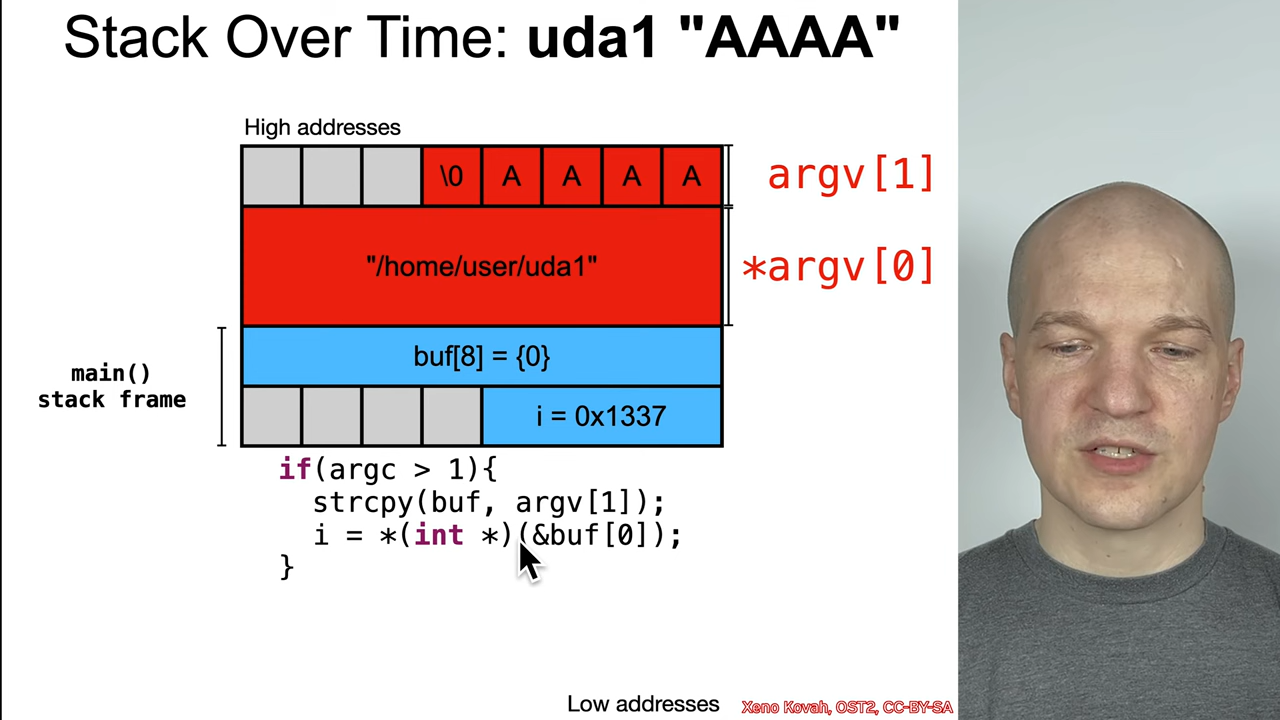 Stack Over Time: uda1 "AAAA"
High addresses
\0 A A A A argv[1]
"/home/user/uda1" *argv[0]
buf[8] = {0}
main()
stack frame
i = 0x1337
if(argc > 1){
strcpy(buf, argv[1]);
i = *(int *)(&buf[0]);
}
Low addresses
Xeno Kovah, OST2, CC-BY-SA